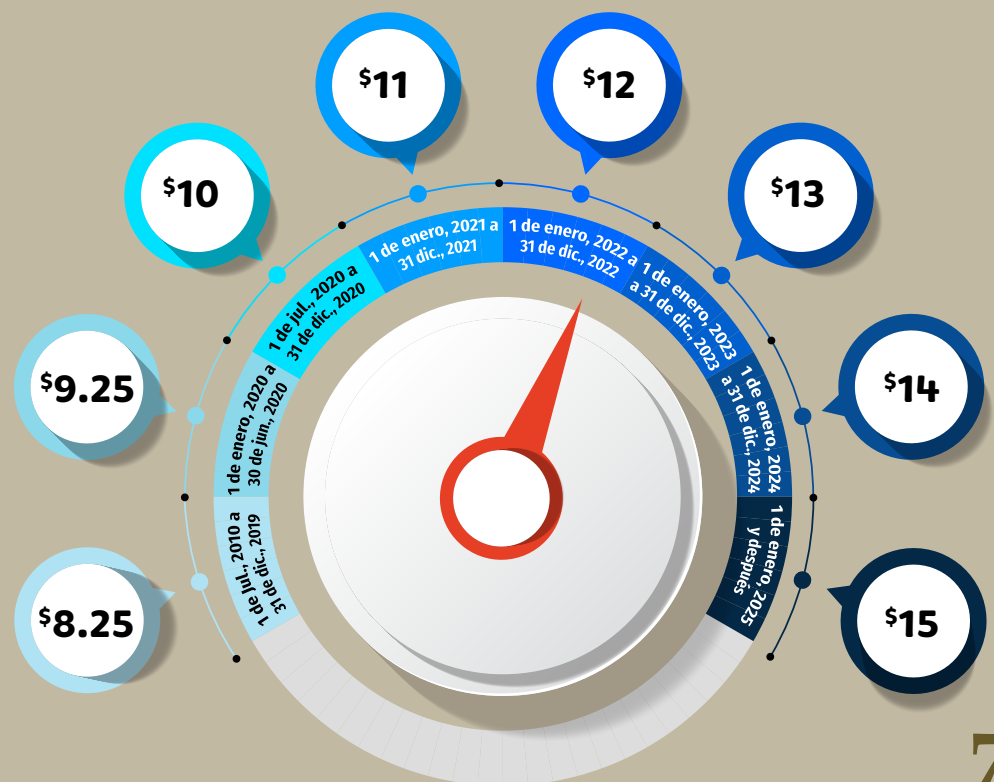 $8.25
1 de Jul., 2010 a
31 de dic., 2019
$9.25
1 de enero, 2020 a
30 de jun., 2020
$10
1 de jul., 2020 a
31 de dic., 2020
$11
1 de enero, 2021 a
31 dic., 2021
$12
1 de enero, 2022 a
31 de dic., 2022
$13
1 de enero, 2023
a 31 de dic., 2023
$14
1 de enero, 2024
a 31 de dic., 2024
$15
1 de enero, 2025
y después